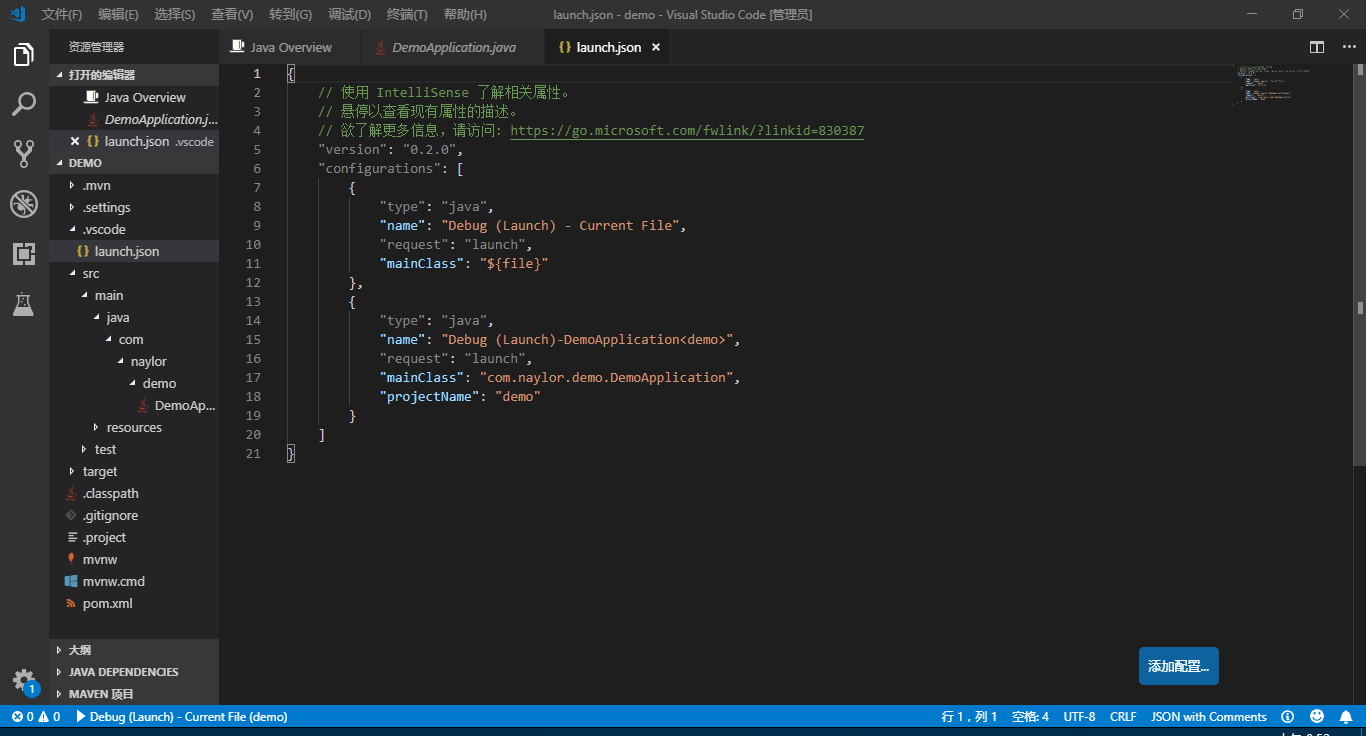 文件(F) 编辑(E) 选择(S) 查看(V) 转到(G) 调试(D) 终端(T) 帮助(H) launch.json - demo - Visual Studio Code [管理员]
资源管理器
打开的编辑器
Java Overview
DemoApplication.j...
launch.json .vscode
DEMO
.mvn
.settings
.vscode
launch.json
src
main
java
com
naylor
demo
DemoAp...
resources
test
target
.classpath
.gitignore
.project
mvnw
mvnw.cmd
pom.xml
大纲
JAVA DEPENDENCIES
MAVEN 项目
1
Java Overview DemoApplication.java launch.json
1 {
2 // 使用 IntelliSense 了解相关属性。
3 // 悬停以查看现有属性的描述。
4 // 欲了解更多信息，请访问: https://go.microsoft.com/fwlink/?linkid=830387
5 "version": "0.2.0",
6 "configurations": [
7 {
8 "type": "java",
9 "name": "Debug (Launch) - Current File",
10 "request": "launch",
11 "mainClass": "${file}"
12 },
13 {
14 "type": "java",
15 "name": "Debug (Launch)-DemoApplication<demo>",
16 "request": "launch",
17 "mainClass": "com.naylor.demo.DemoApplication",
18 "projectName": "demo"
19 }
20 ]
21 }
添加配置...
0 0 Debug (Launch) - Current File (demo) 行 1，列 1 空格: 4 UTF-8 CRLF JSON with Comments